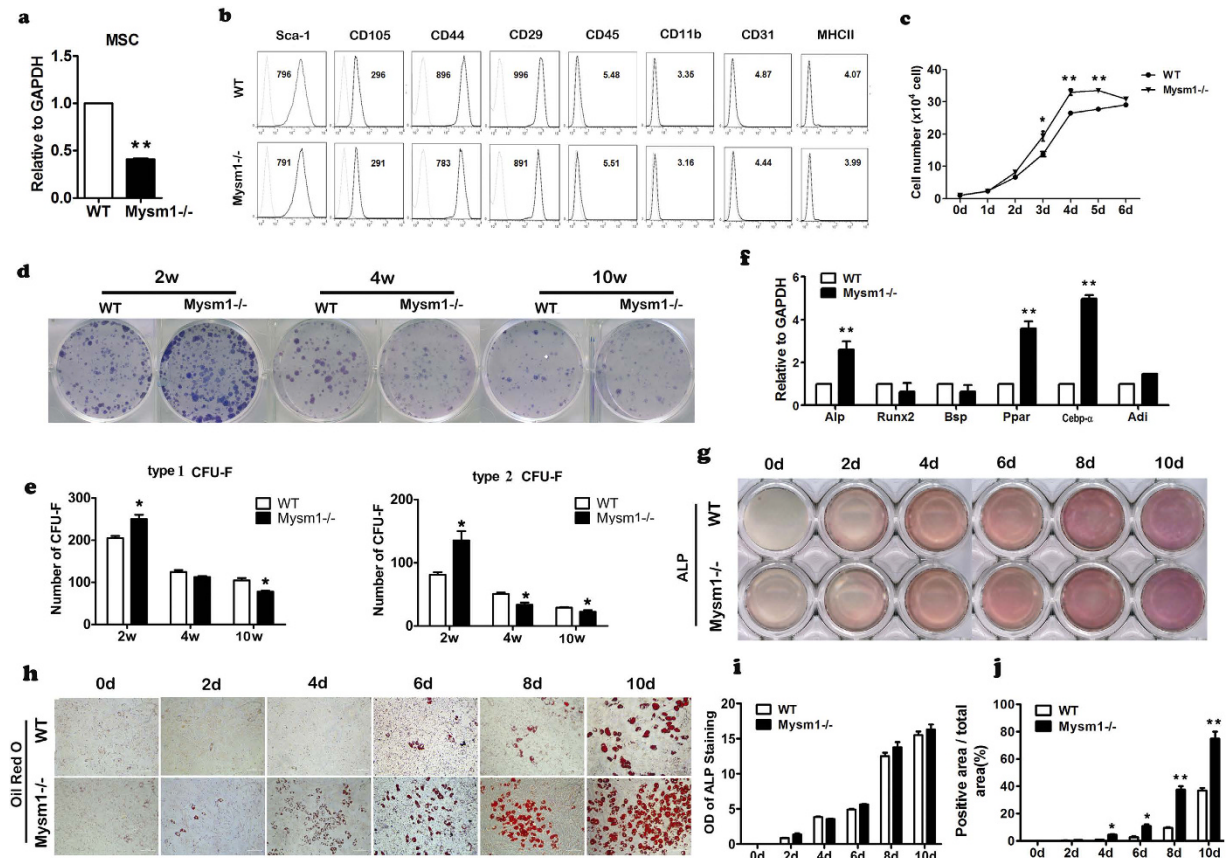 a
MSC
Relative to GAPDH
1.5
1.0
0.5
0.0
**
WT
Mysm1-/-
b
Sca-1 CD105 CD44 CD29 CD45 CD11b CD31 MHCII
WT
796 296 896 996 5.48 3.35 4.87 4.07
Mysm1-/-
791 291 783 891 5.51 3.16 4.44 3.99
c
WT
Mysm1-/-
Cell number (x10⁴ cell)
40
30
20
10
0
* ** **
0d 1d 2d 3d 4d 5d 6d
d
2w 4w 10w
WT Mysm1-/- WT Mysm1-/- WT Mysm1-/-
e
type 1 CFU-F
WT
Mysm1-/-
Number of CFU-F
300
200
100
0
* *
2w 4w 10w
type 2 CFU-F
WT
Mysm1-/-
Number of CFU-F
200
150
100
50
0
* * *
2w 4w 10w
f
WT
Mysm1-/-
Relative to GAPDH
6
4
2
0
** ** **
Alp Runx2 Bsp Ppar Cebp-α Adi
g
0d 2d 4d 6d 8d 10d
ALP
WT
Mysm1-/-
h
0d 2d 4d 6d 8d 10d
Oil Red O
WT
Mysm1-/-
i
WT
Mysm1-/-
OD of ALP Staining
20
15
10
5
0
0d 2d 4d 6d 8d 10d
j
WT
Mysm1-/-
Positive area / total
area(%)
100
80
60
40
20
0
* * ** **
0d 2d 4d 6d 8d 10d